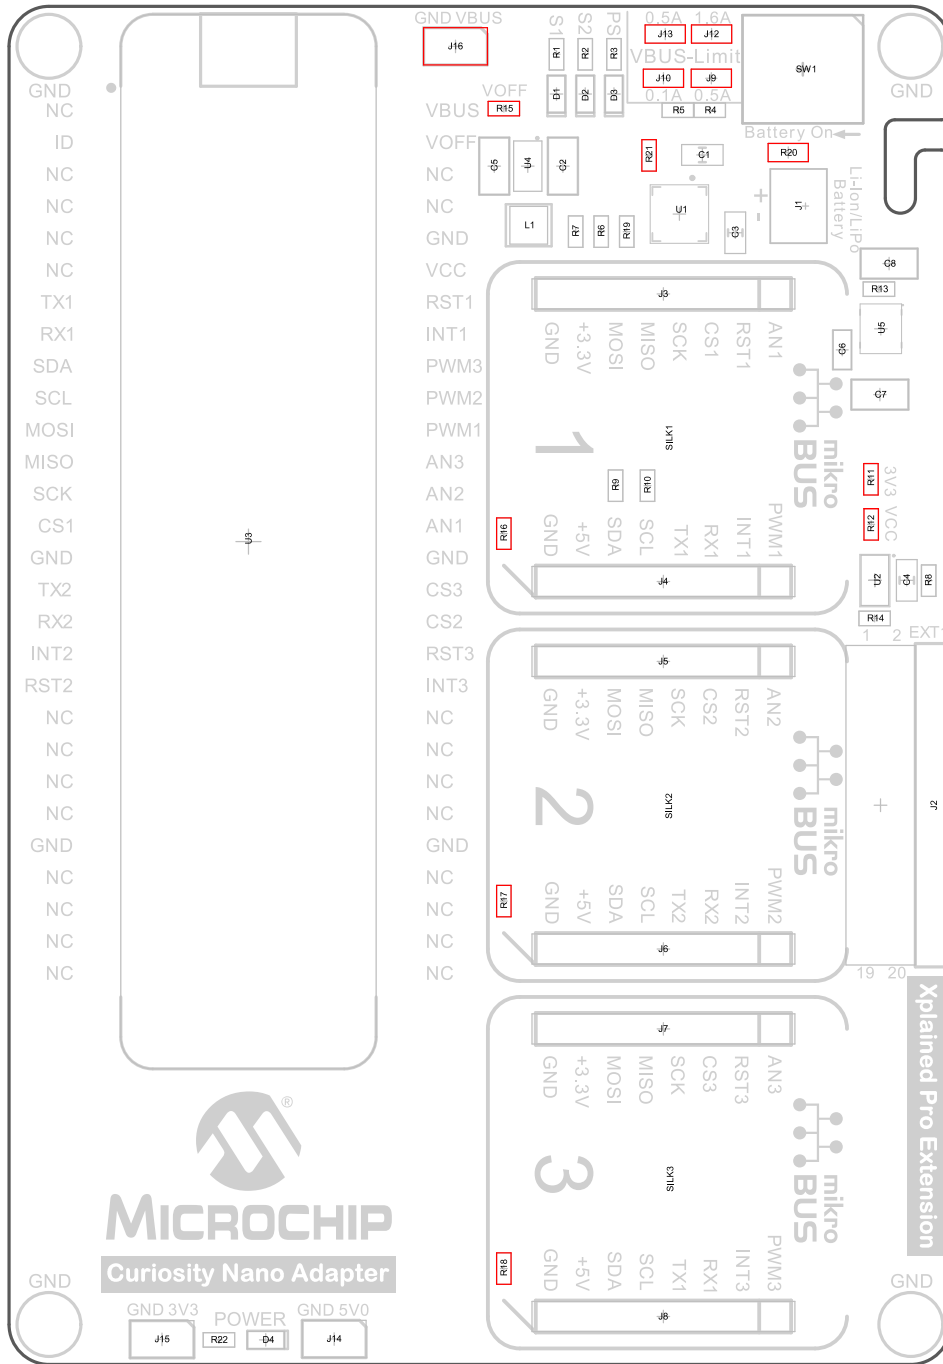 GND VBUS
J16
S1
S2
PS
R1
R2
R3
D1
D2
D3
0.5A 1.6A
J13
J12
VBUS-Limit
J10
J9
0.1A 0.5A
R5
R4
SW1
Battery On
GND
GND
NC
ID
NC
NC
NC
NC
TX1
RX1
SDA
SCL
MOSI
MISO
SCK
CS1
GND
TX2
RX2
INT2
RST2
NC
NC
NC
NC
GND
NC
NC
NC
NC
U3
VOFF
R15
VBUS
VOFF
NC
NC
GND
VCC
RST1
INT1
PWM3
PWM2
PWM1
AN3
AN2
AN1
GND
CS3
CS2
RST3
INT3
NC
NC
NC
NC
GND
NC
NC
NC
NC
C5
U4
C2
R21
C1
R20
L1
R7
R6
R19
U1
C3
+
-
J1
Li-Ion/LiPo
Battery
C8
R13
U5
C6
C7
J3
GND
+3.3V
MOSI
MISO
SCK
CS1
RST1
AN1
1
SILK1
mikro
BUS
R9
R10
R16
GND
+5V
SDA
SCL
TX1
RX1
INT1
PWM1
J4
R11
3V3
R12
VCC
U2
C4
R8
R14
1 2 EXT1
J5
GND
+3.3V
MOSI
MISO
SCK
CS2
RST2
AN2
2
SILK2
mikro
BUS
J2
R17
GND
+5V
SDA
SCL
TX2
RX2
INT2
PWM2
J6
19 20
Xplained Pro Extension
J7
GND
+3.3V
MOSI
MISO
SCK
CS3
RST3
AN3
3
SILK3
mikro
BUS
R18
GND
+5V
SDA
SCL
TX1
RX1
INT3
PWM3
J8
®
MICROCHIP
Curiosity Nano Adapter
GND
GND
GND 3V3
POWER
GND 5V0
J15
R22
D4
J14